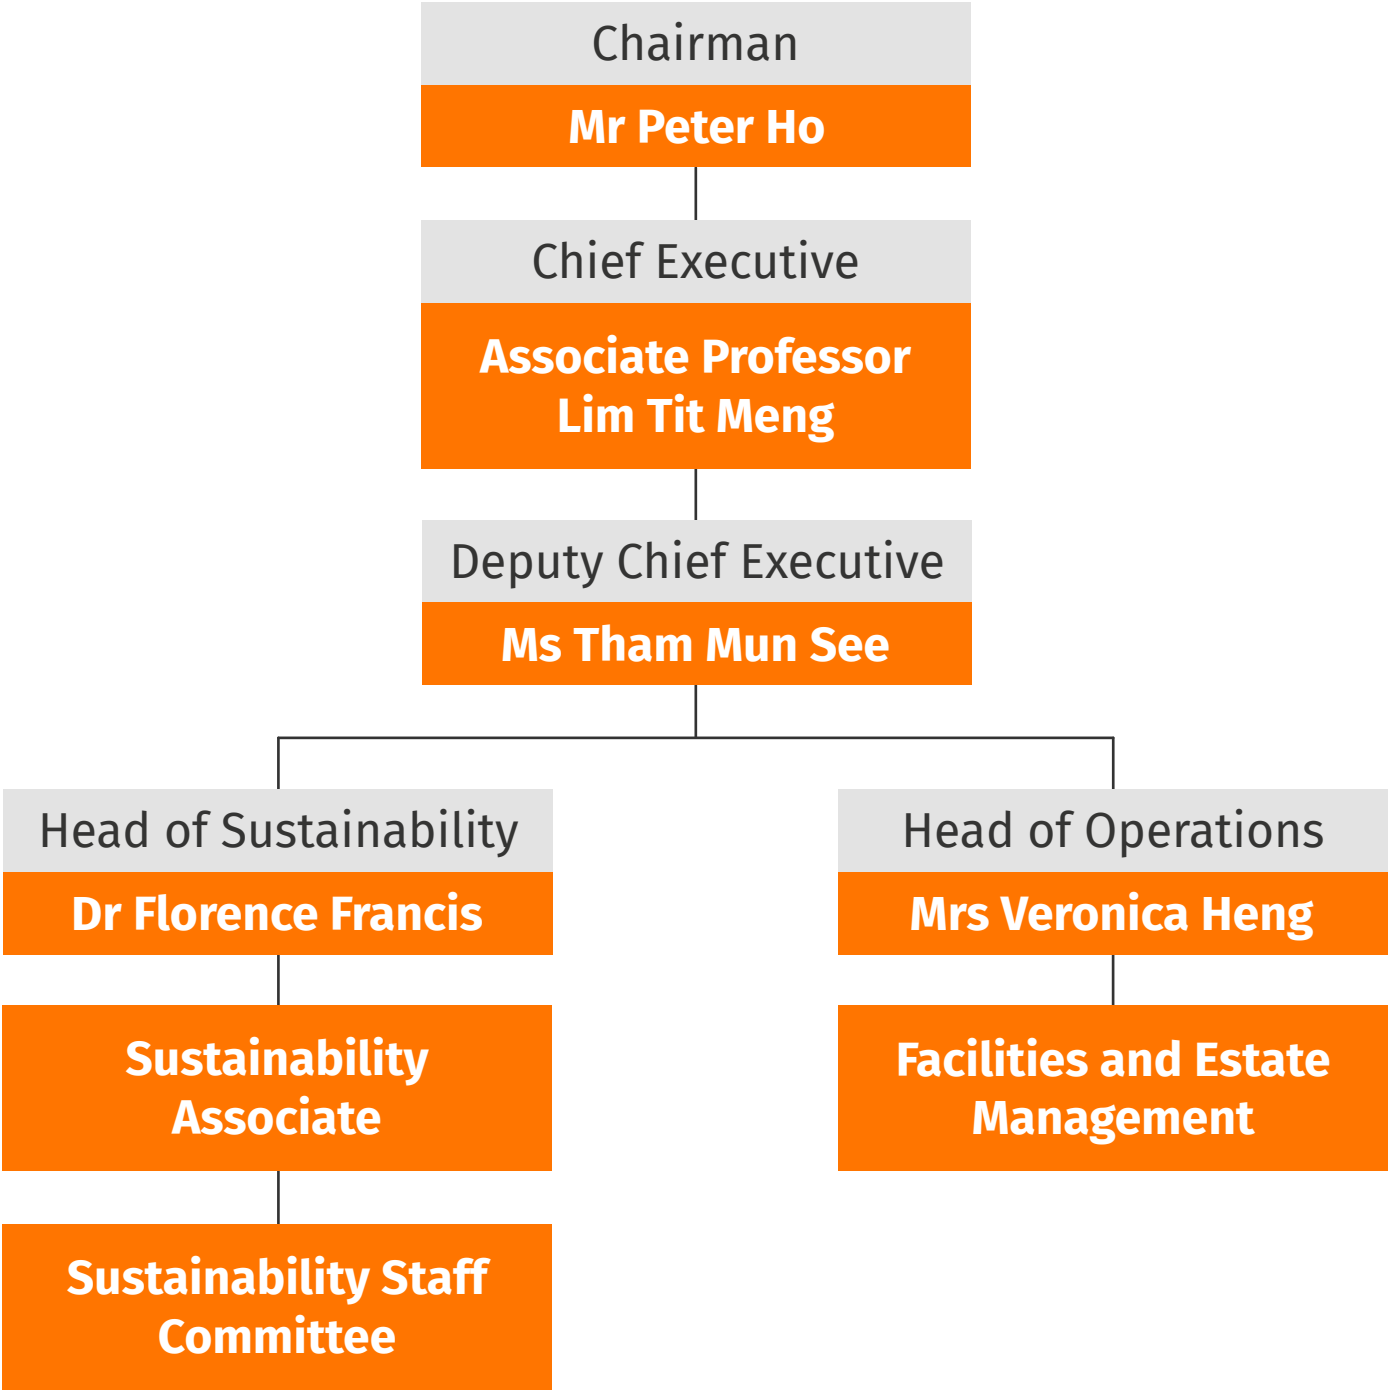 Chairman
Mr Peter Ho
Chief Executive
Associate Professor
Lim Tit Meng
Deputy Chief Executive
Ms Tham Mun See
Head of Sustainability
Dr Florence Francis
Sustainability
Associate
Sustainability Staff
Committee
Head of Operations
Mrs Veronica Heng
Facilities and Estate
Management